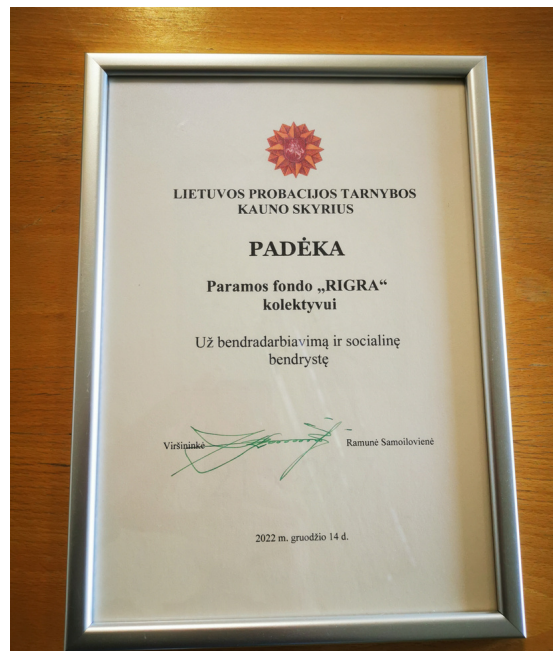 LIETUVOS PROBACIJOS TARNYBOS
KAUNO SKYRIUS
PADĖKA
Paramos fondo „RIGRA“
kolektyvui
Už bendradarbiavimą ir socialinę
bendrystę
Viršininkė Ramunė Samoilovienė
2022 m. gruodžio 14 d.